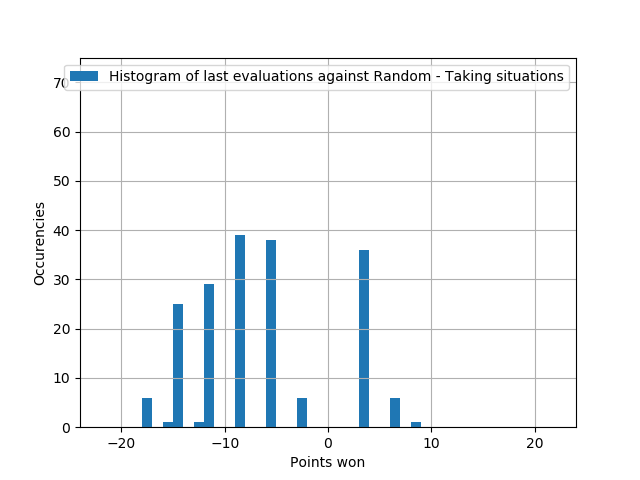 Histogram of last evaluations against Random - Taking situations
70
60
50
40
30
20
10
0
Occurencies
−20 −10 0 10 20
Points won